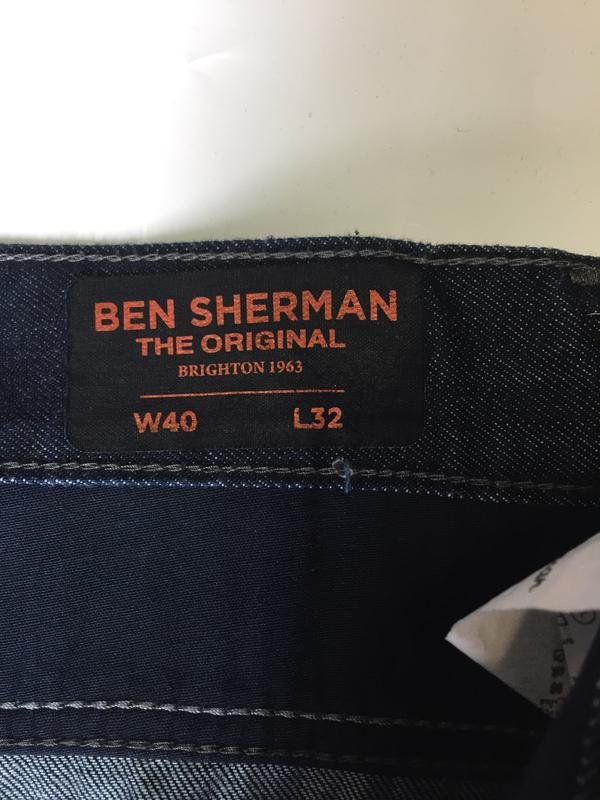 BEN SHERMAN
THE ORIGINAL
BRIGHTON 1963
W40 L32